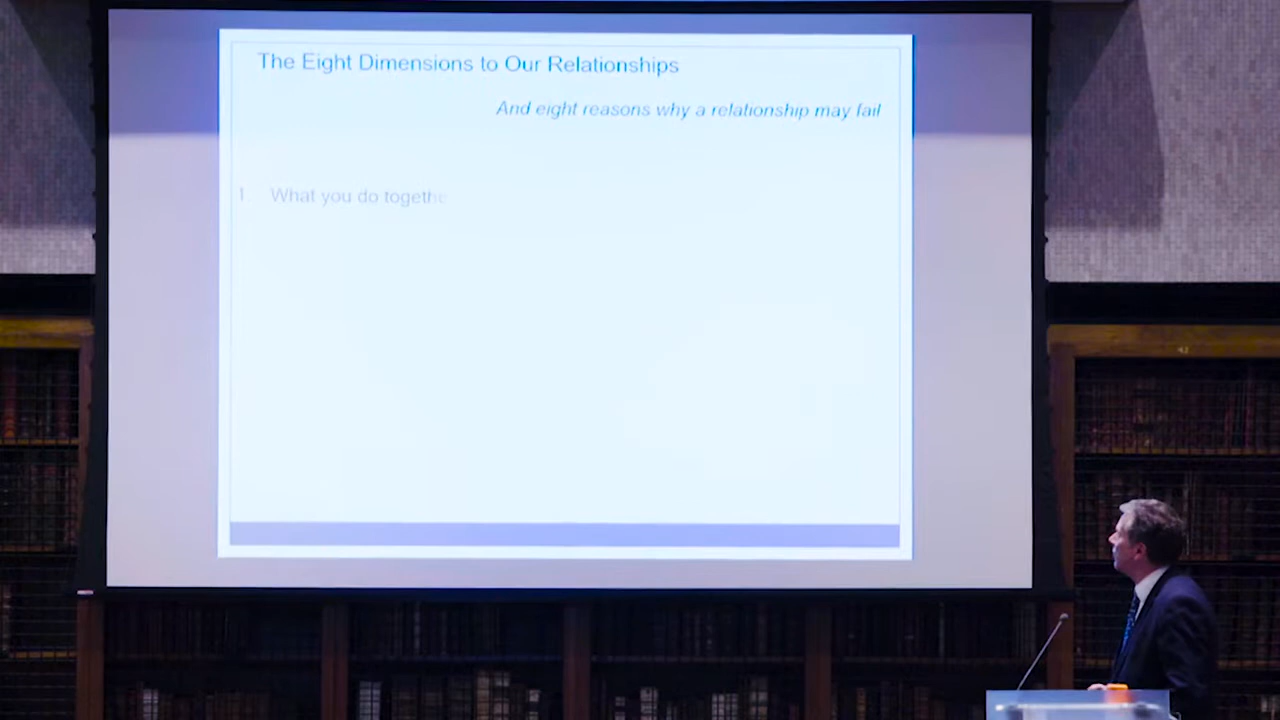 The Eight Dimensions to Our Relationships
And eight reasons why a relationship may fail
1. What you do togethe